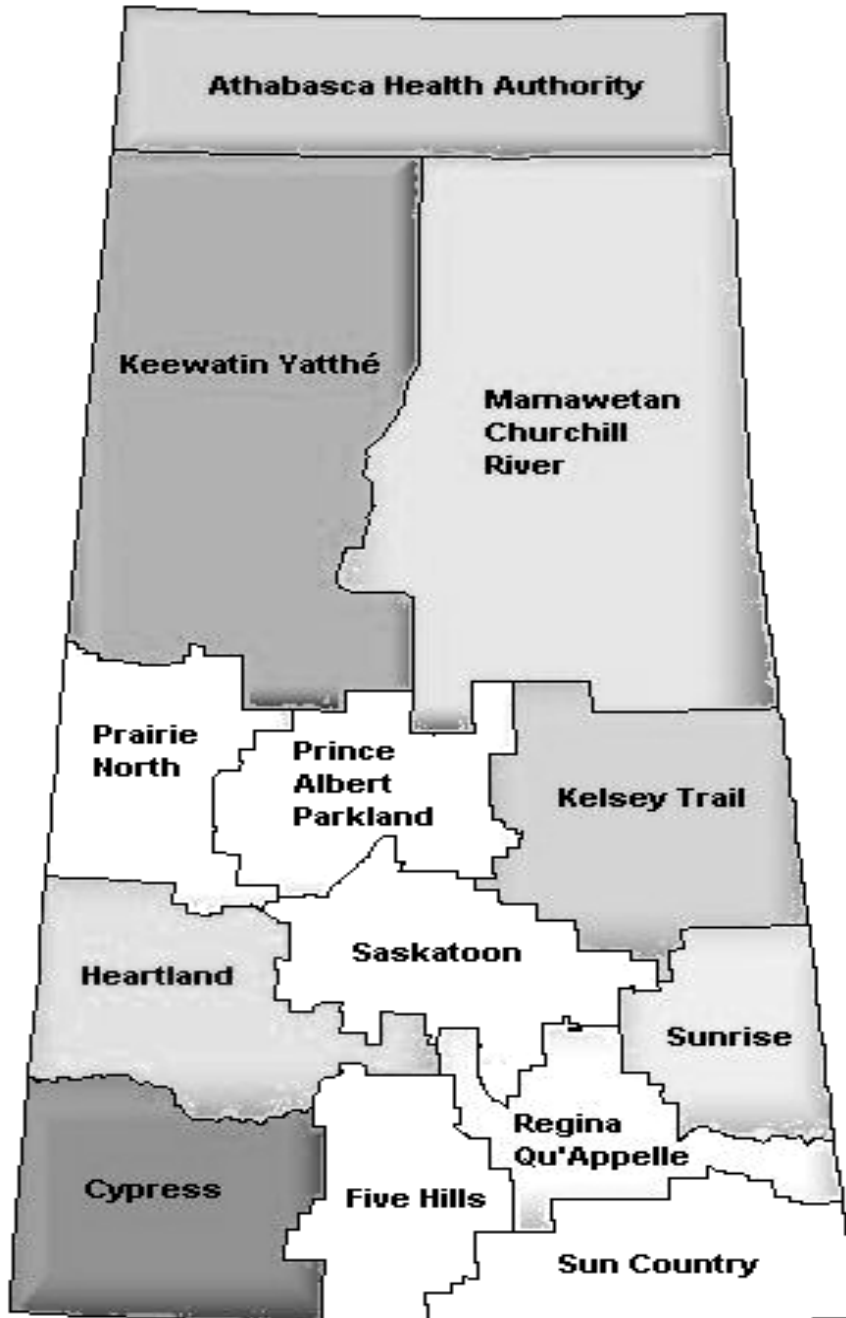 Athabasca Health Authority
Keewatin Yatthé
Mamawetan
Churchill
River
Prairie
North
Prince
Albert
Parkland
Kelsey Trail
Saskatoon
Heartland
Sunrise
Regina
Qu'Appelle
Cypress
Five Hills
Sun Country